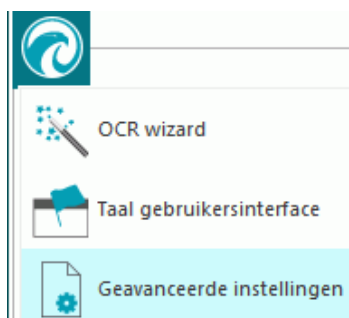 OCR wizard
Taal gebruikersinterface
Geavanceerde instellingen